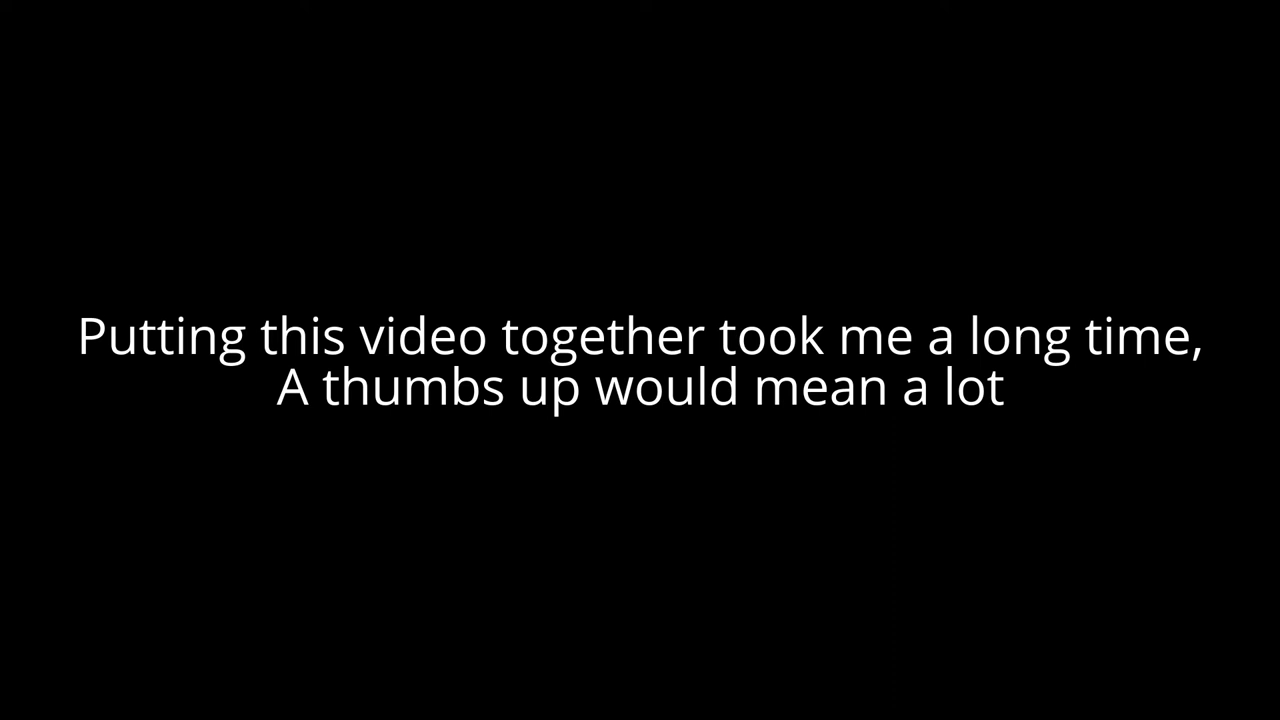 Putting this video together took me a long time,
A thumbs up would mean a lot